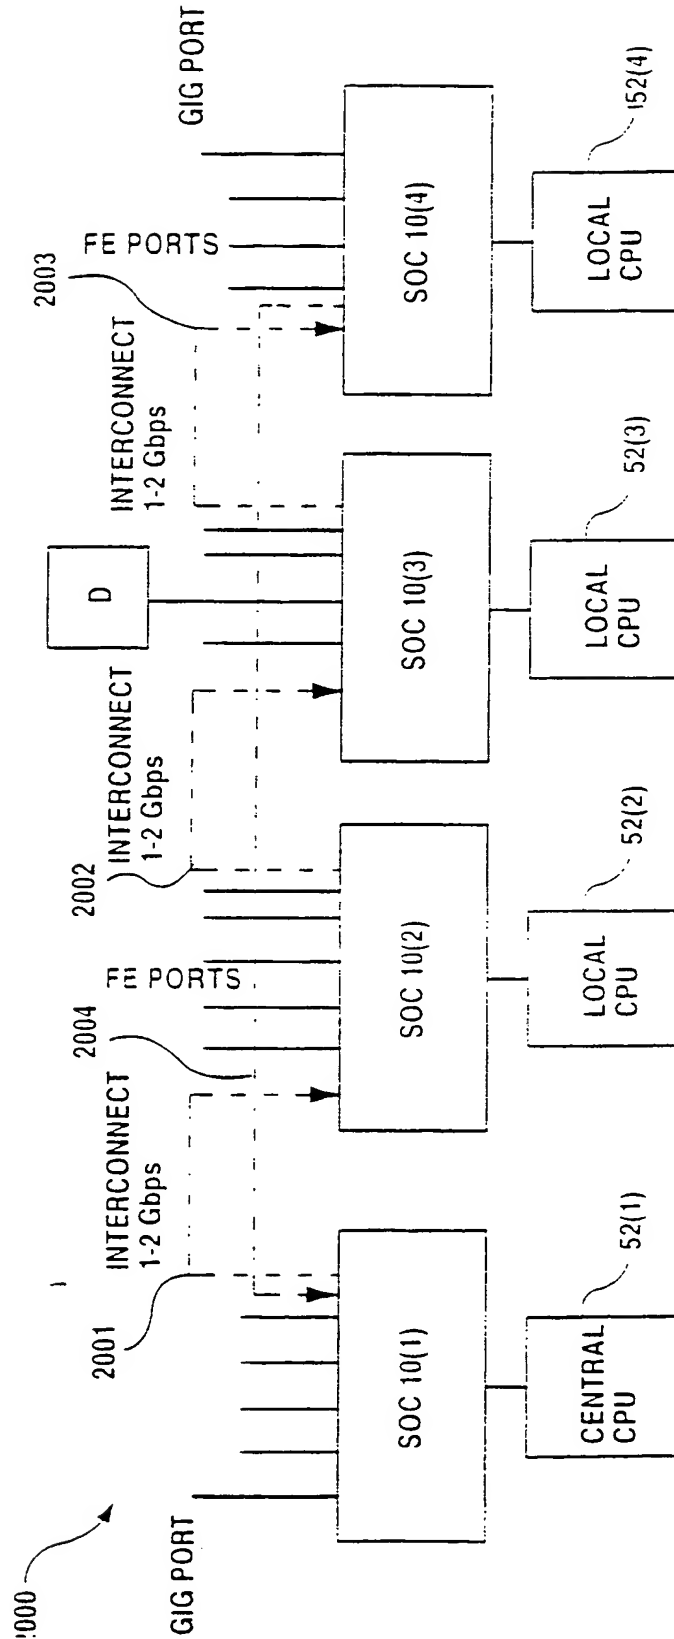 2000
GIG PORT
2001
INTERCONNECT
1-2 Gbps
2004
FE PORTS
2002
INTERCONNECT
1-2 Gbps
D
INTERCONNECT
1-2 Gbps
2003
FE PORTS
GIG PORT
SOC 10(1)
SOC 10(2)
SOC 10(3)
SOC 10(4)
52(1)
52(2)
52(3)
152(4)
CENTRAL
CPU
LOCAL
CPU
LOCAL
CPU
LOCAL
CPU